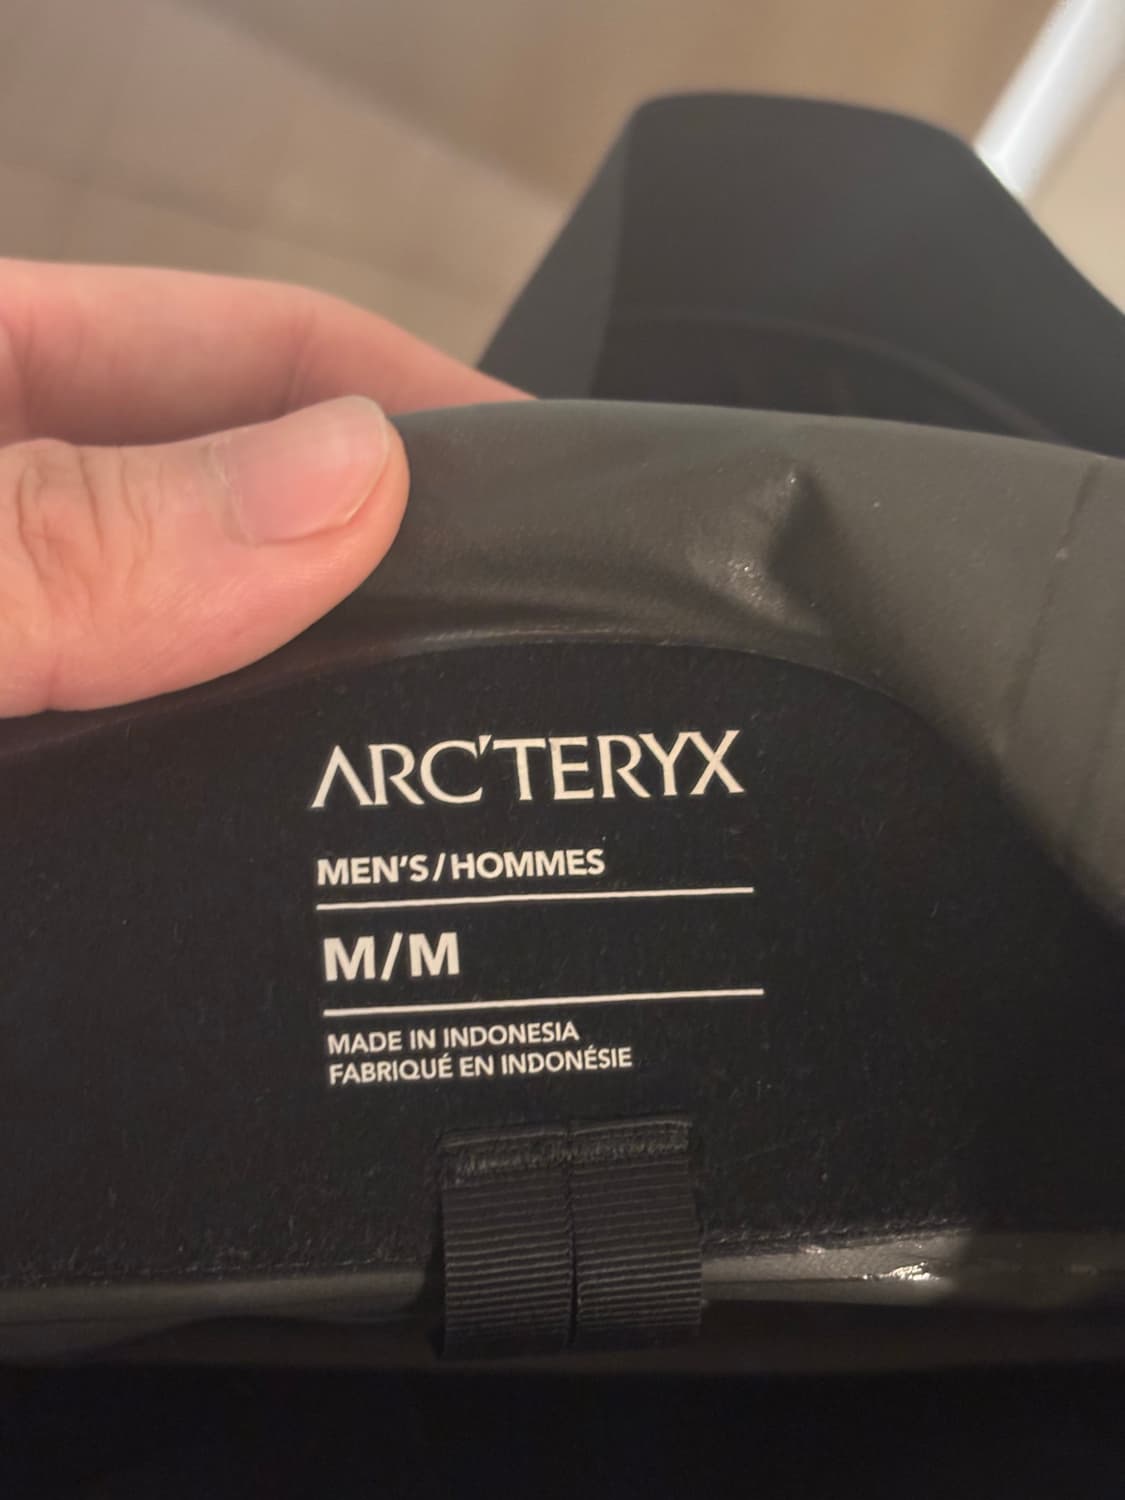 ARC'TERYX
MEN'S/HOMMES
M/M
MADE IN INDONESIA
FABRIQUÉ EN INDONÉSIE